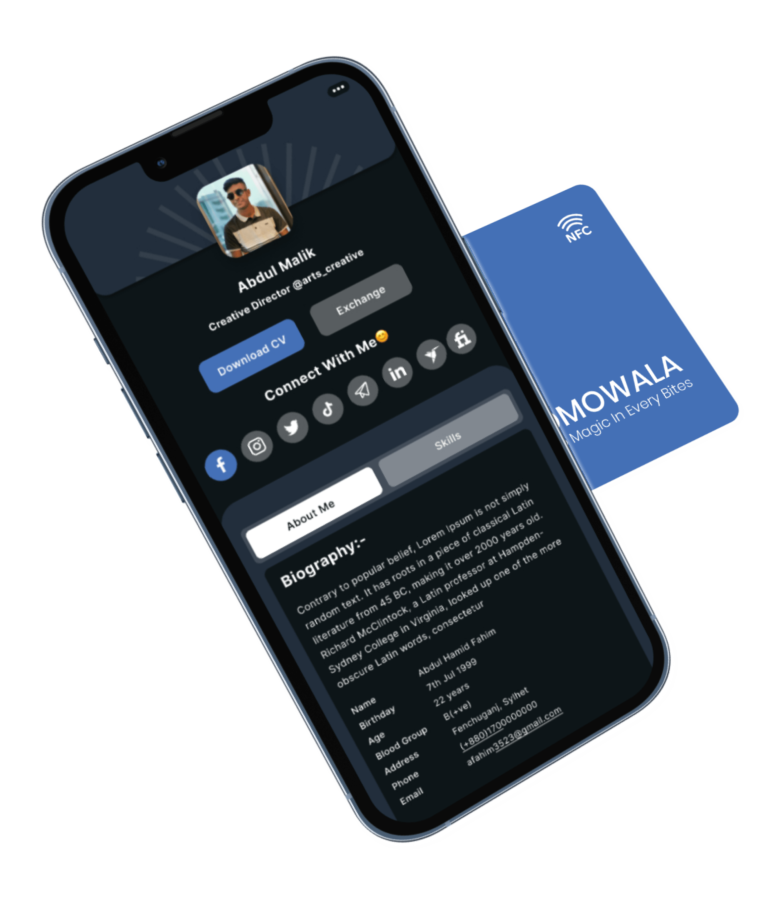 Abdul Malik
Creative Director @arts_creative
Download CV
Exchange
Connect With Me😊
About Me
Skills
Biography:-
Contrary to popular belief, Lorem Ipsum is not simply
random text. It has roots in a piece of classical Latin
literature from 45 BC, making it over 2000 years old.
Richard McClintock, a Latin professor at Hampden-
Sydney College in Virginia, looked up one of the more
obscure Latin words, consectetur
Name Abdul Hamid Fahim
Birthday 7th Jul 1999
Age 22 years
Blood Group B(+ve)
Address Fenchuganj, Sylhet
Phone (+880)1700000000
Email afahim3523@gmail.com
NFC
OMOWALA
Magic In Every Bites